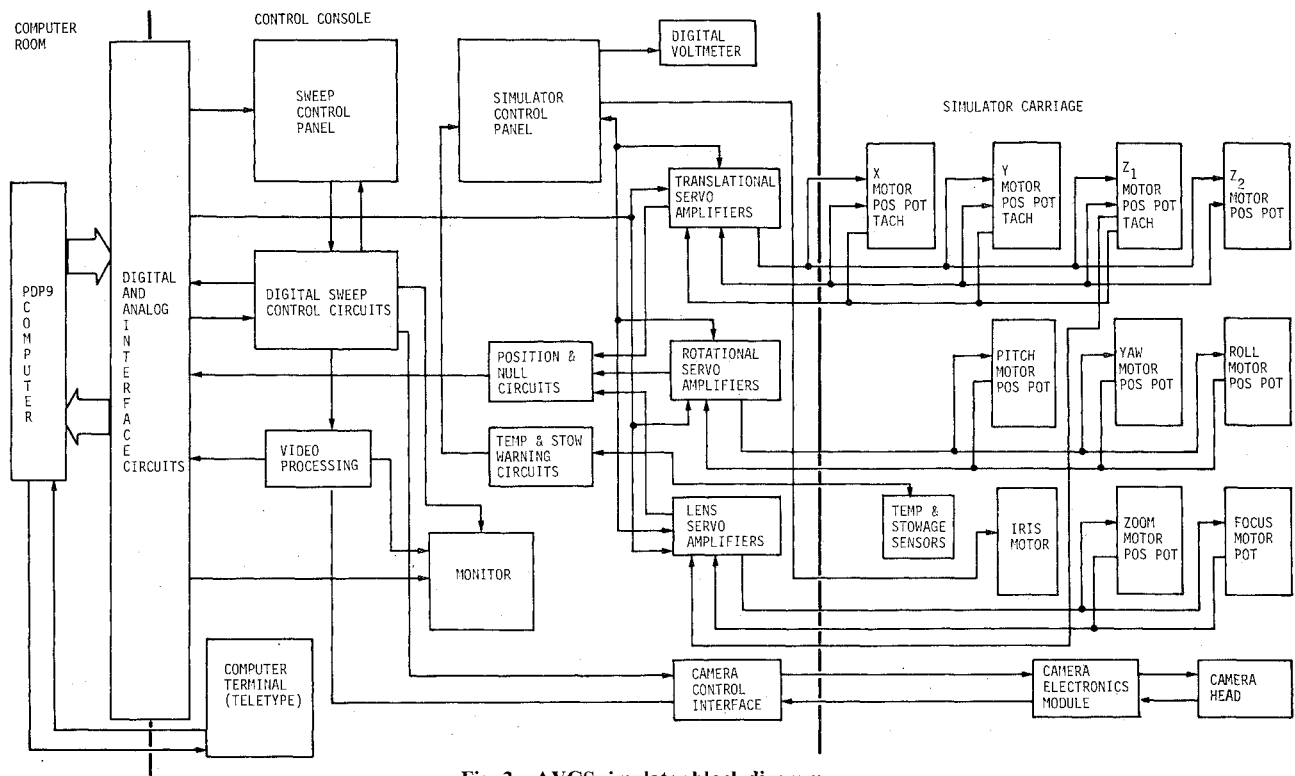 COMPUTER
ROOM
CONTROL CONSOLE
SWEEP
CONTROL
PANEL
SIMULATOR
CONTROL
PANEL
DIGITAL
VOLTMETER
SIMULATOR CARRIAGE
X
MOTOR
POS POT
TACH
Y
MOTOR
POS POT
TACH
Z1
MOTOR
POS POT
TACH
Z2
MOTOR
POS POT
TRANSLATIONAL
SERVO
AMPLIFIERS
PDP9
C
O
M
P
U
T
E
R
DIGITAL
AND
ANALOG
I
N
T
E
R
F
A
C
E
CIRCUITS
DIGITAL SWEEP
CONTROL CIRCUITS
POSITION &
NULL
CIRCUITS
ROTATIONAL
SERVO
AMPLIFIERS
PITCH
MOTOR
POS POT
YAW
MOTOR
POS POT
ROLL
MOTOR
POS POT
VIDEO
PROCESSING
TEMP & STOW
WARNING
CIRCUITS
LENS
SERVO
AMPLIFIERS
TEMP &
STOWAGE
SENSORS
IRIS
MOTOR
ZOOM
MOTOR
POS POT
FOCUS
MOTOR
POT
MONITOR
COMPUTER
TERMINAL
(TELETYPE)
CAMERA
CONTROL
INTERFACE
CAMERA
ELECTRONICS
MODULE
CAMERA
HEAD